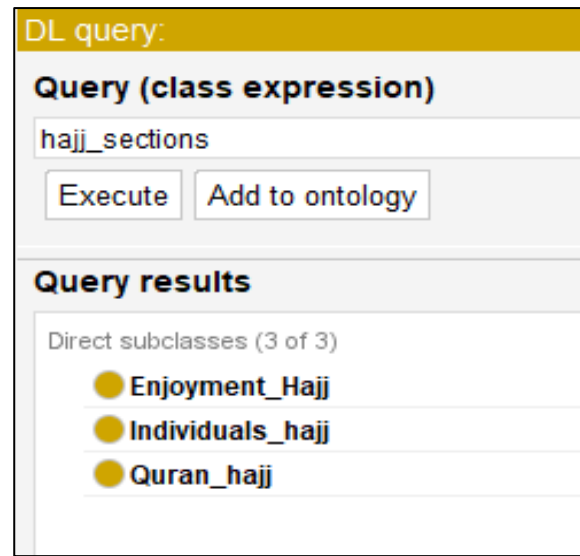 DL query:
Query (class expression)
hajj_sections
Execute Add to ontology
Query results
Direct subclasses (3 of 3)
Enjoyment_Hajj
Individuals_hajj
Quran_hajj